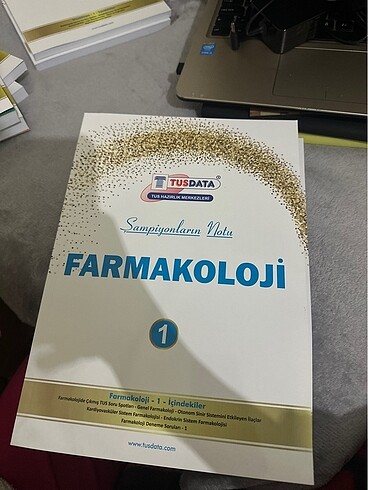 TUSDATA
TUS HAZIRLIK MERKEZLERİ
Şampiyonların Notu
FARMAKOLOJİ
1
Farmakoloji - 1 - İçindekiler
Farmakolojide Çıkmış TUS Soru Spotları - Genel Farmakoloji - Otonom Sinir Sistemini Etkileyen İlaçlar
Kardiyovasküler Sistem Farmakolojisi - Endokrin Sistem Farmakolojisi
Farmakoloji Deneme Soruları - 1
www.tusdata.com